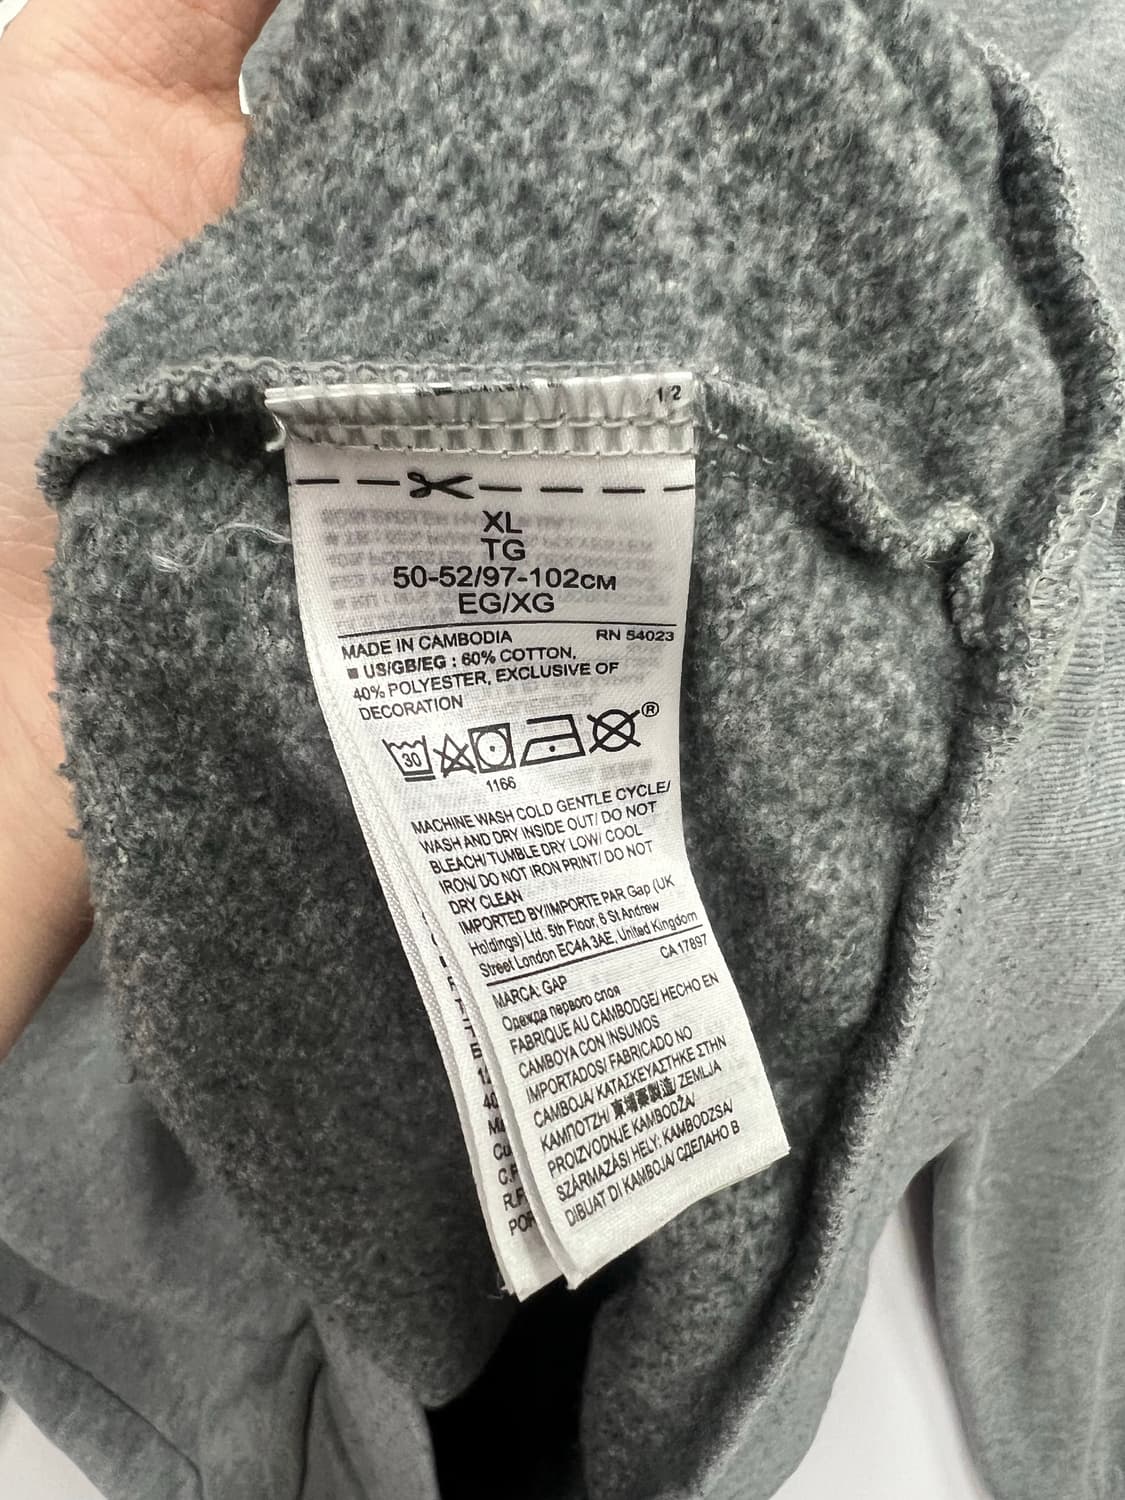 12
XL
TG
50-52/97-102CM
EG/XG
MADE IN CAMBODIA RN 54023
■ US/GB/EG : 60% COTTON,
40% POLYESTER, EXCLUSIVE OF
DECORATION
30
®
1166
MACHINE WASH COLD GENTLE CYCLE/
WASH AND DRY INSIDE OUT/ DO NOT
BLEACH/ TUMBLE DRY LOW/ COOL
IRON/ DO NOT IRON PRINT/ DO NOT
DRY CLEAN
IMPORTED BY/IMPORTE PAR Gap (UK
Holdings) Ltd. 5th Floor, 6 St Andrew
Street London EC4A 3AE, United Kingdom
CA 17897
MARCA: GAP
Одежда первого слоя
FABRIQUE AU CAMBODGE/ HECHO EN
CAMBOYA CON INSUMOS
IMPORTADOS/ FABRICADO NO
CAMBOJA/ ΚΑΤΑΣΚΕΥΑΣΤΗΚΕ ΣΤΗΝ
ΚΑΜΠΟΤΖΗ/ 柬埔寨製造/ ZEMLJA
PROIZVODNJE KAMBODŽA/
SZÁRMAZÁSI HELY: KAMBODZSA/
DIBUAT DI KAMBOJA/ СДЕЛАНО В